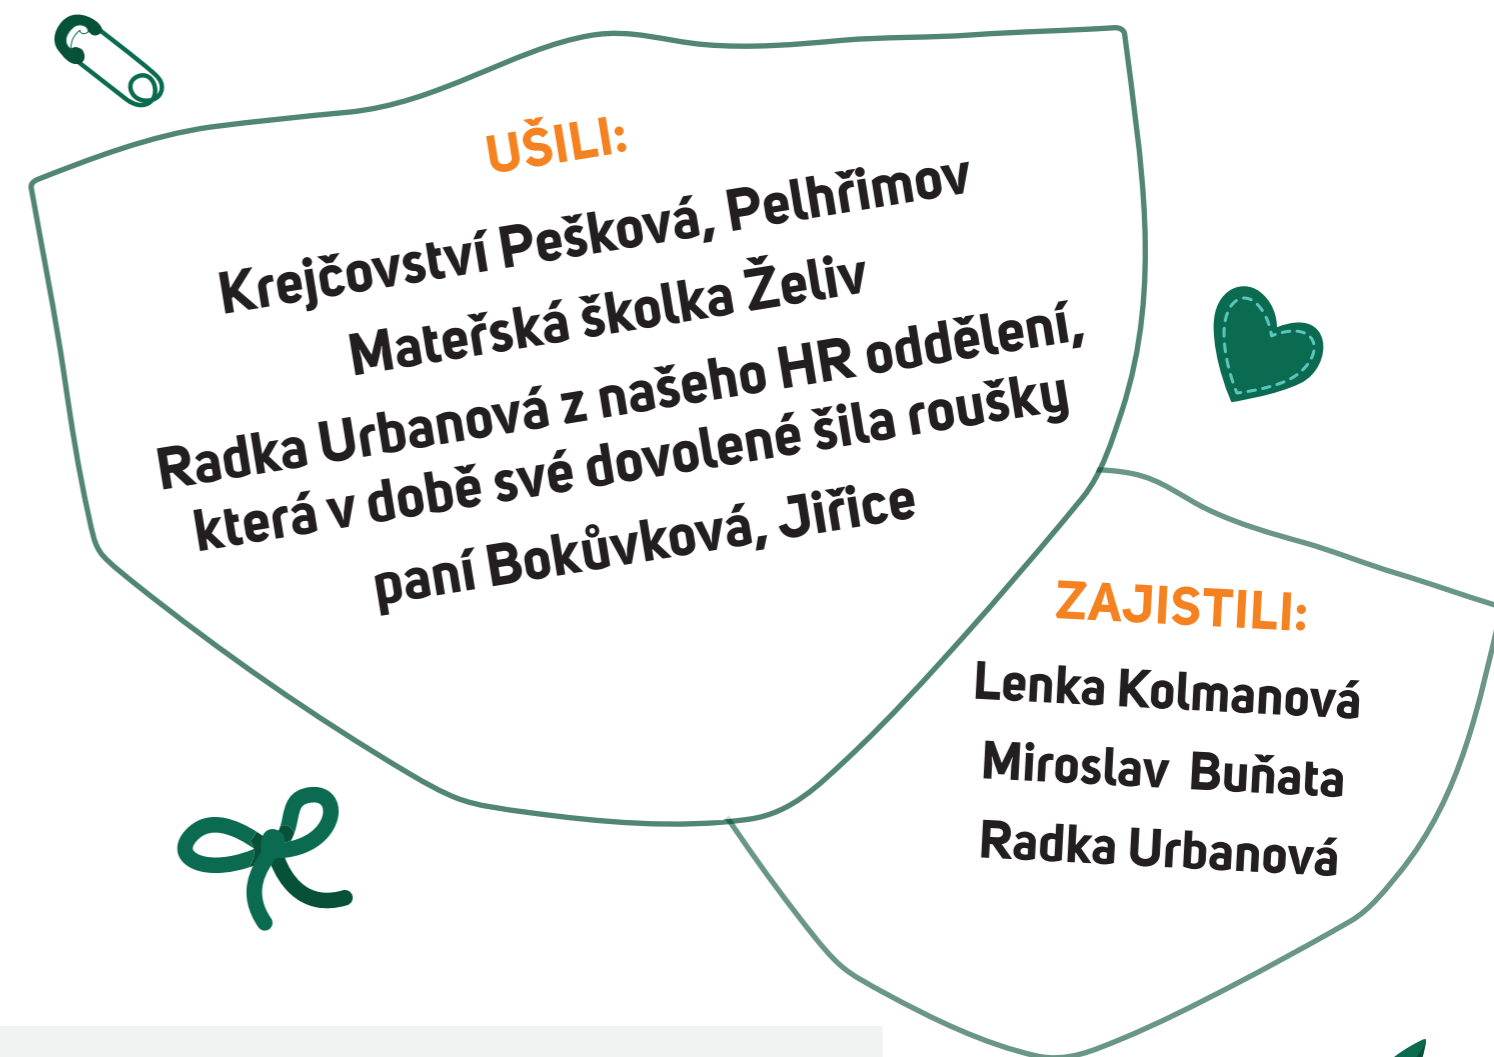 UŠILI:
Krejčovství Pešková, Pelhřimov
Mateřská školka Želiv
Radka Urbanová z našeho HR oddělení,
která v době své dovolené šila roušky
paní Bokůvková, Jiřice
ZAJISTILI:
Lenka Kolmanová
Miroslav Buňata
Radka Urbanová